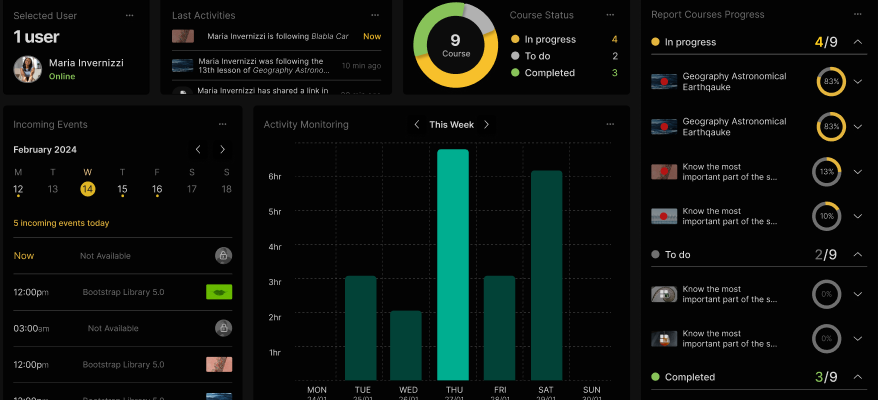 Selected User
1 user
Maria Invernizzi
Online
Last Activities
Maria Invernizzi is following Blabla Car
Now
Maria Invernizzi was following the
13th lesson of Geography Astrono...
10 min ago
Maria Invernizzi has shared a link in
9
Course
Course Status
In progress 4
To do 2
Completed 3
Report Courses Progress
In progress 4/9
Geography Astronomical
Earthqauke
83%
Geography Astronomical
Earthqauke
83%
Know the most
important part of the s...
13%
Know the most
important part of the s...
10%
To do 2/9
Know the most
important part of the s...
0%
Know the most
important part of the s...
0%
Completed 3/9
Incoming Events
February 2024
M T W T F S S
12 13 14 15 16 17 18
5 incoming events today
Now Not Available
12:00pm Bootstrap Library 5.0
03:00am Not Available
12:00pm Bootstrap Library 5.0
Activity Monitoring
This Week
6hr
5hr
4hr
3hr
2hr
1hr
MON TUE WED THU FRI SAT SUN
24/01 25/01 26/01 27/01 28/01 29/01 30/01